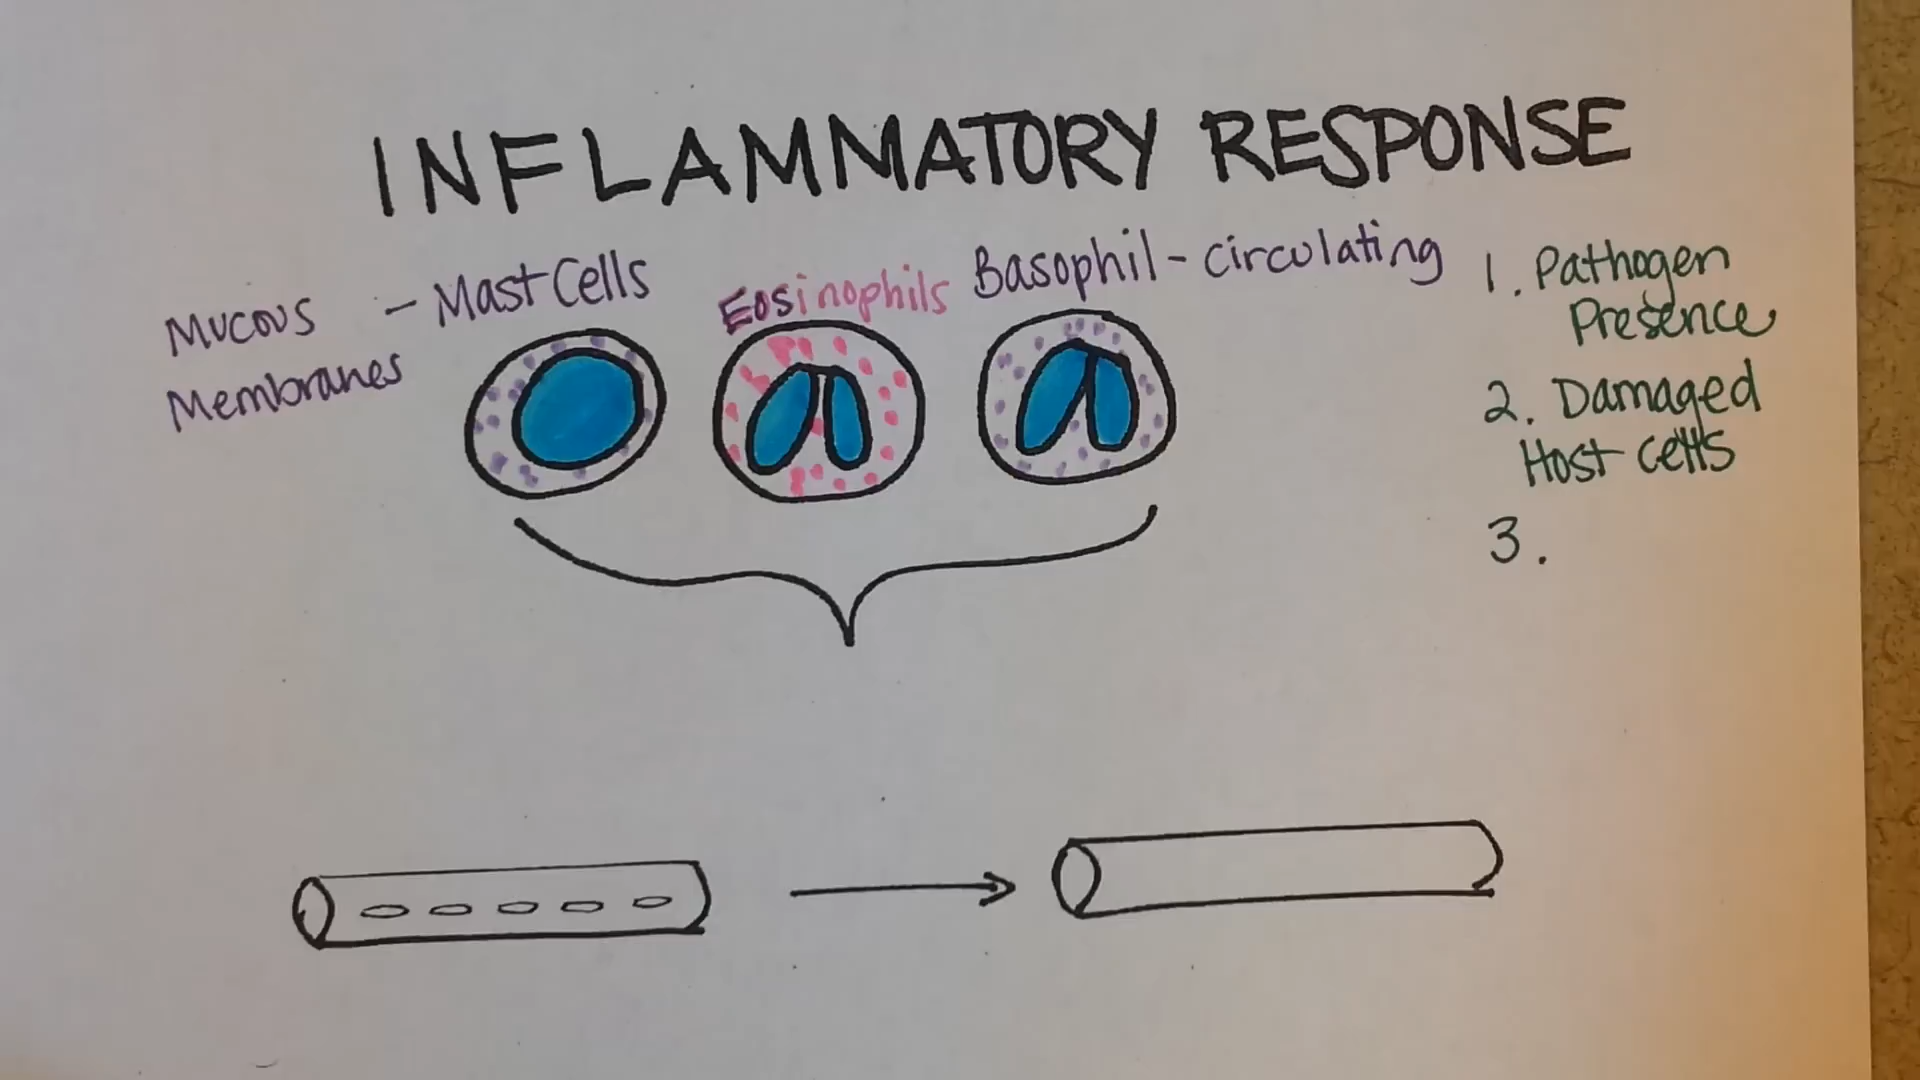 INFLAMMATORY RESPONSE
Mucous
Membranes
- Mast Cells
Eosinophils
Basophil - circulating
1. Pathogen
Presence
2. Damaged
Host cells
3.